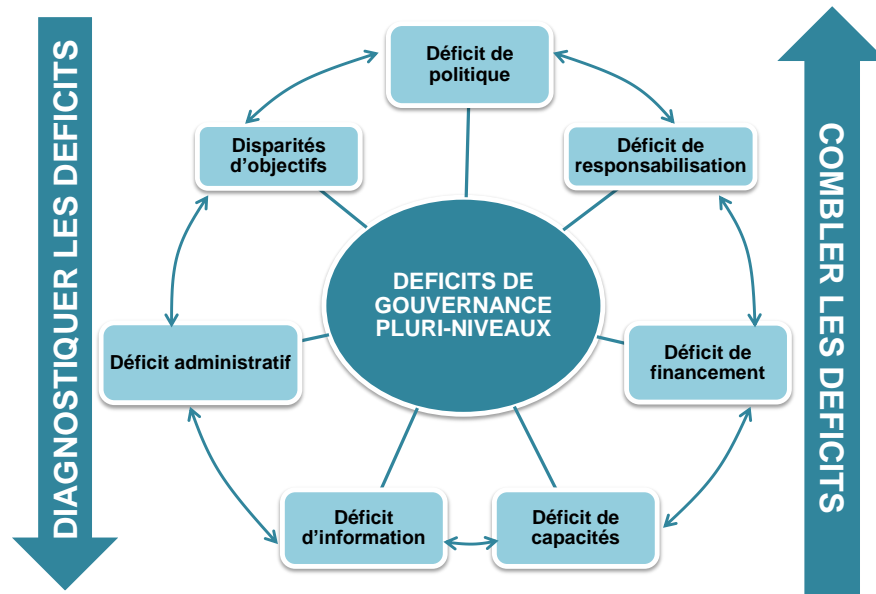 DIAGNOSTIQUER LES DEFICITS
Déficit de
politique
Disparités
d’objectifs
Déficit de
responsabilisation
DEFICITS DE
GOUVERNANCE
PLURI-NIVEAUX
Déficit administratif
Déficit de
financement
Déficit
d’information
Déficit de
capacités
COMBLER LES DEFICITS